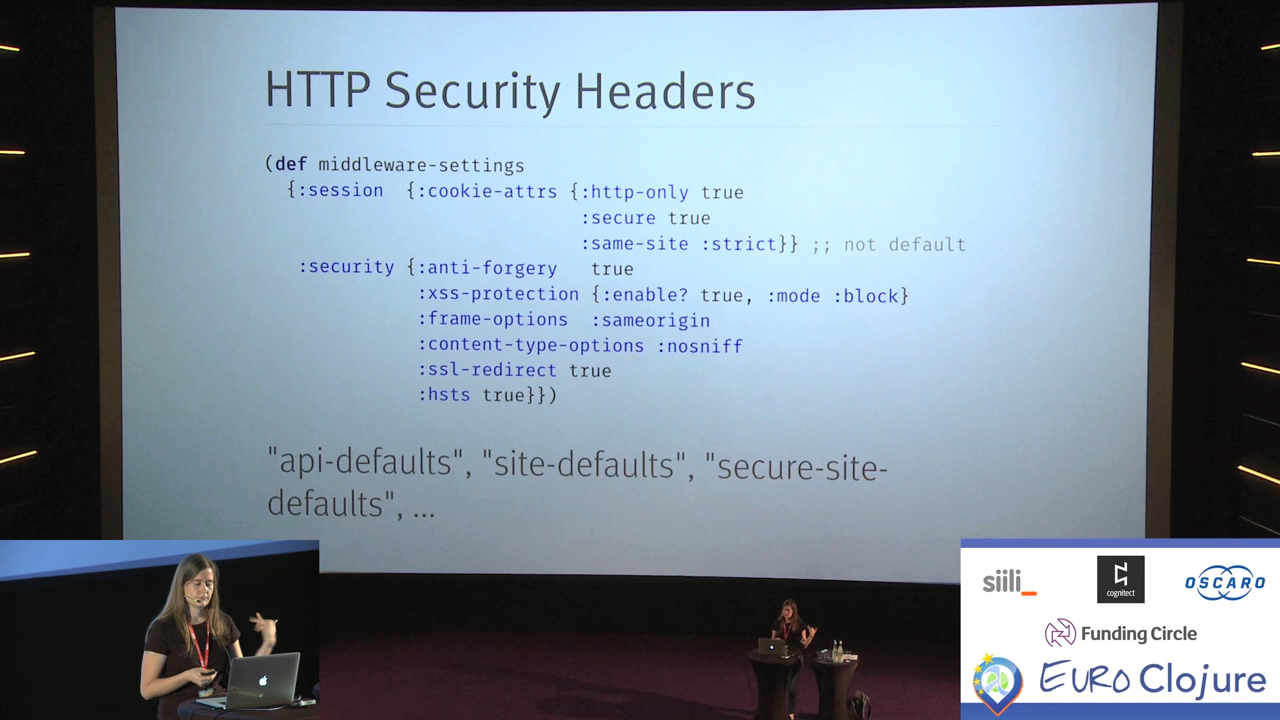 HTTP Security Headers
(def middleware-settings
{:session {:cookie-attrs {:http-only true
:secure true
:same-site :strict}} ;; not default
:security {:anti-forgery true
:xss-protection {:enable? true, :mode :block}
:frame-options :sameorigin
:content-type-options :nosniff
:ssl-redirect true
:hsts true}})
"api-defaults", "site-defaults", "secure-site-
defaults", ...
siili_
cognitect
OSCARO
Funding Circle
EURO Clojure